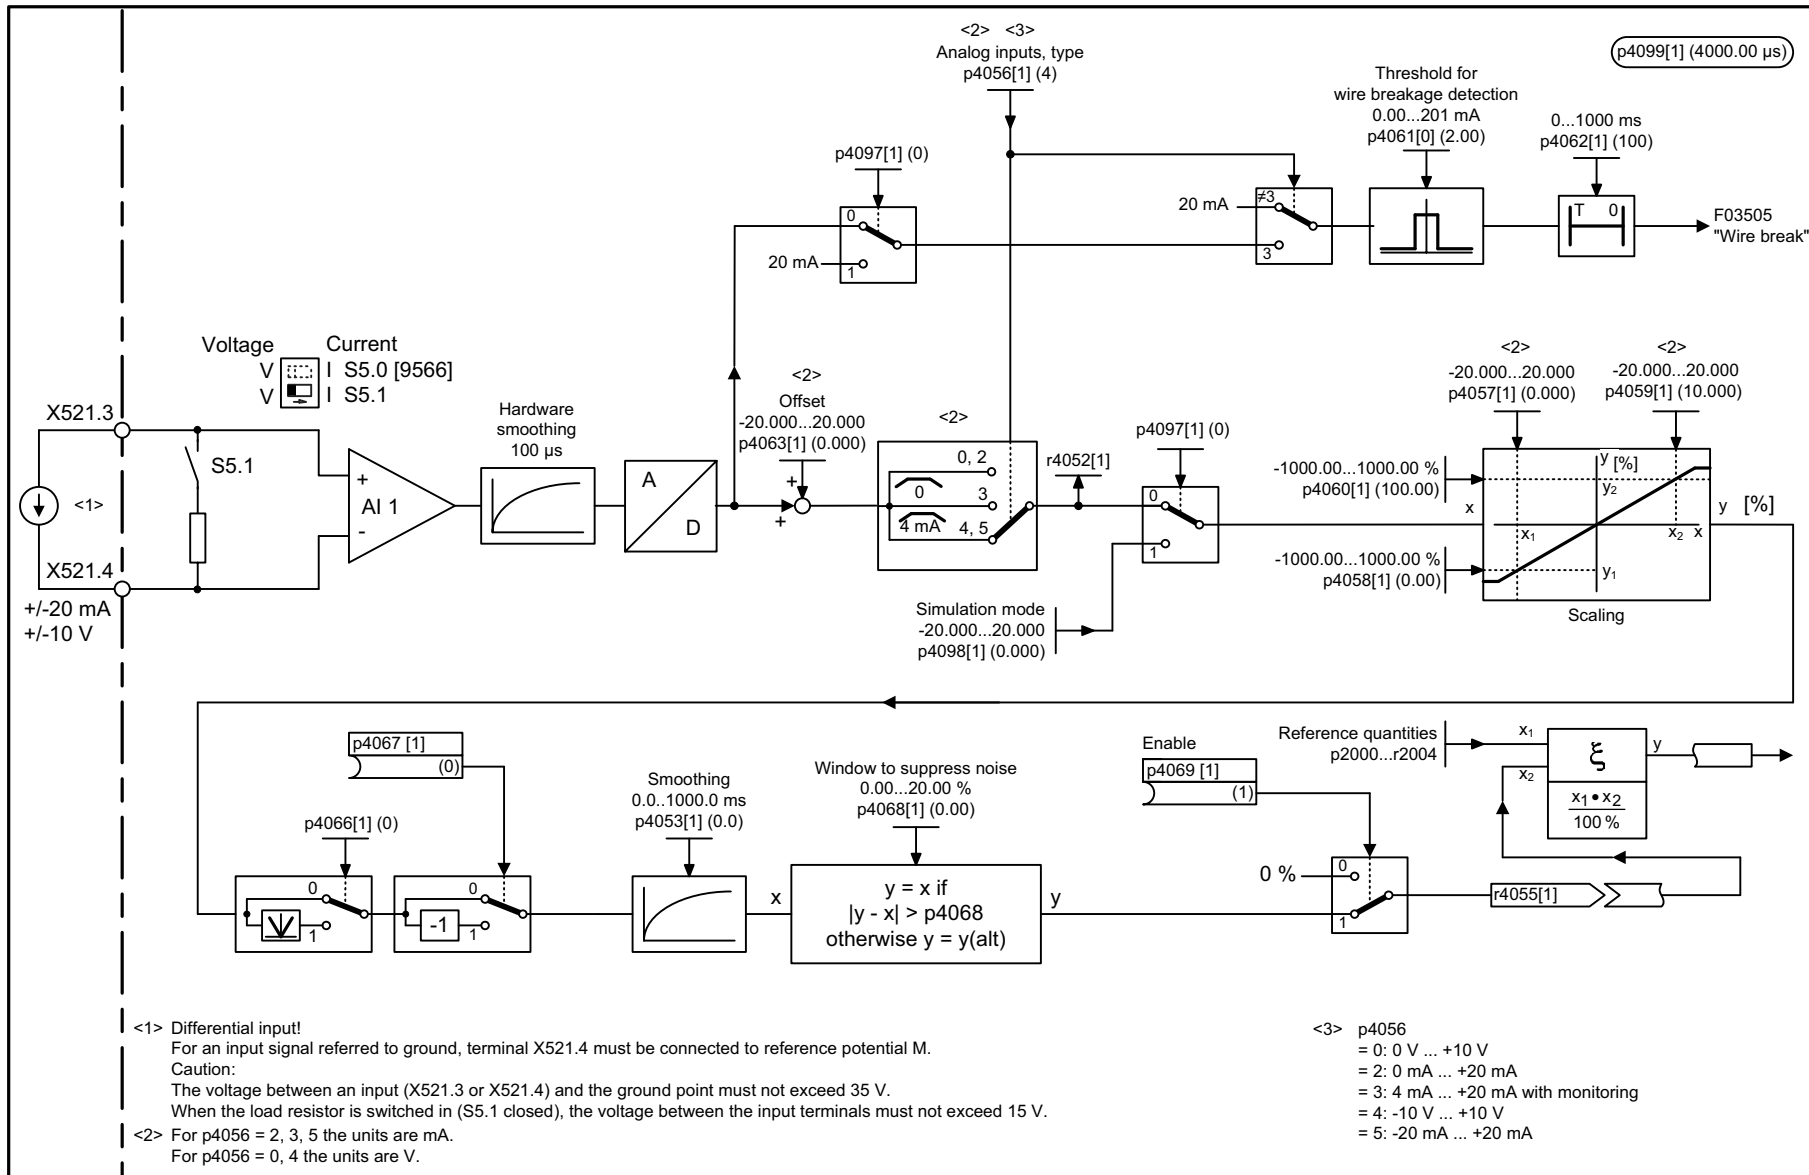 <2> <3>
Analog inputs, type
p4056[1] (4)
p4099[1] (4000.00 µs)
Threshold for
wire breakage detection
0.00...201 mA
p4061[0] (2.00)
0...1000 ms
p4062[1] (100)
p4097[1] (0)
0
20 mA
1
20 mA
≠3
3
T 0
F03505
"Wire break"
Voltage Current
V I S5.0 [9566]
V I S5.1
X521.3
S5.1
<1>
X521.4
+/-20 mA
+/-10 V
+
AI 1
-
Hardware
smoothing
100 µs
A
D
<2>
Offset
-20.000...20.000
p4063[1] (0.000)
+
+
<2>
0, 2
0
3
4 mA
4, 5
r4052[1]
p4097[1] (0)
0
1
Simulation mode
-20.000...20.000
p4098[1] (0.000)
<2>
-20.000...20.000
p4057[1] (0.000)
<2>
-20.000...20.000
p4059[1] (10.000)
-1000.00...1000.00 %
p4060[1] (100.00)
x
-1000.00...1000.00 %
p4058[1] (0.00)
y [%]
y2
x1
x2 x
y1
y [%]
Scaling
p4067 [1]
(0)
p4066[1] (0)
0
1
0
-1
1
Smoothing
0.0..1000.0 ms
p4053[1] (0.0)
Window to suppress noise
0.00...20.00 %
p4068[1] (0.00)
x
y = x if
|y - x| > p4068
otherwise y = y(alt)
y
Enable
p4069 [1]
(1)
0 %
0
1
Reference quantities
p2000...r2004
x1
x2
ξ
x1 • x2
100 %
y
r4055[1]
<1> Differential input!
For an input signal referred to ground, terminal X521.4 must be connected to reference potential M.
Caution:
The voltage between an input (X521.3 or X521.4) and the ground point must not exceed 35 V.
When the load resistor is switched in (S5.1 closed), the voltage between the input terminals must not exceed 15 V.
<2> For p4056 = 2, 3, 5 the units are mA.
For p4056 = 0, 4 the units are V.
<3> p4056
= 0: 0 V ... +10 V
= 2: 0 mA ... +20 mA
= 3: 4 mA ... +20 mA with monitoring
= 4: -10 V ... +10 V
= 5: -20 mA ... +20 mA